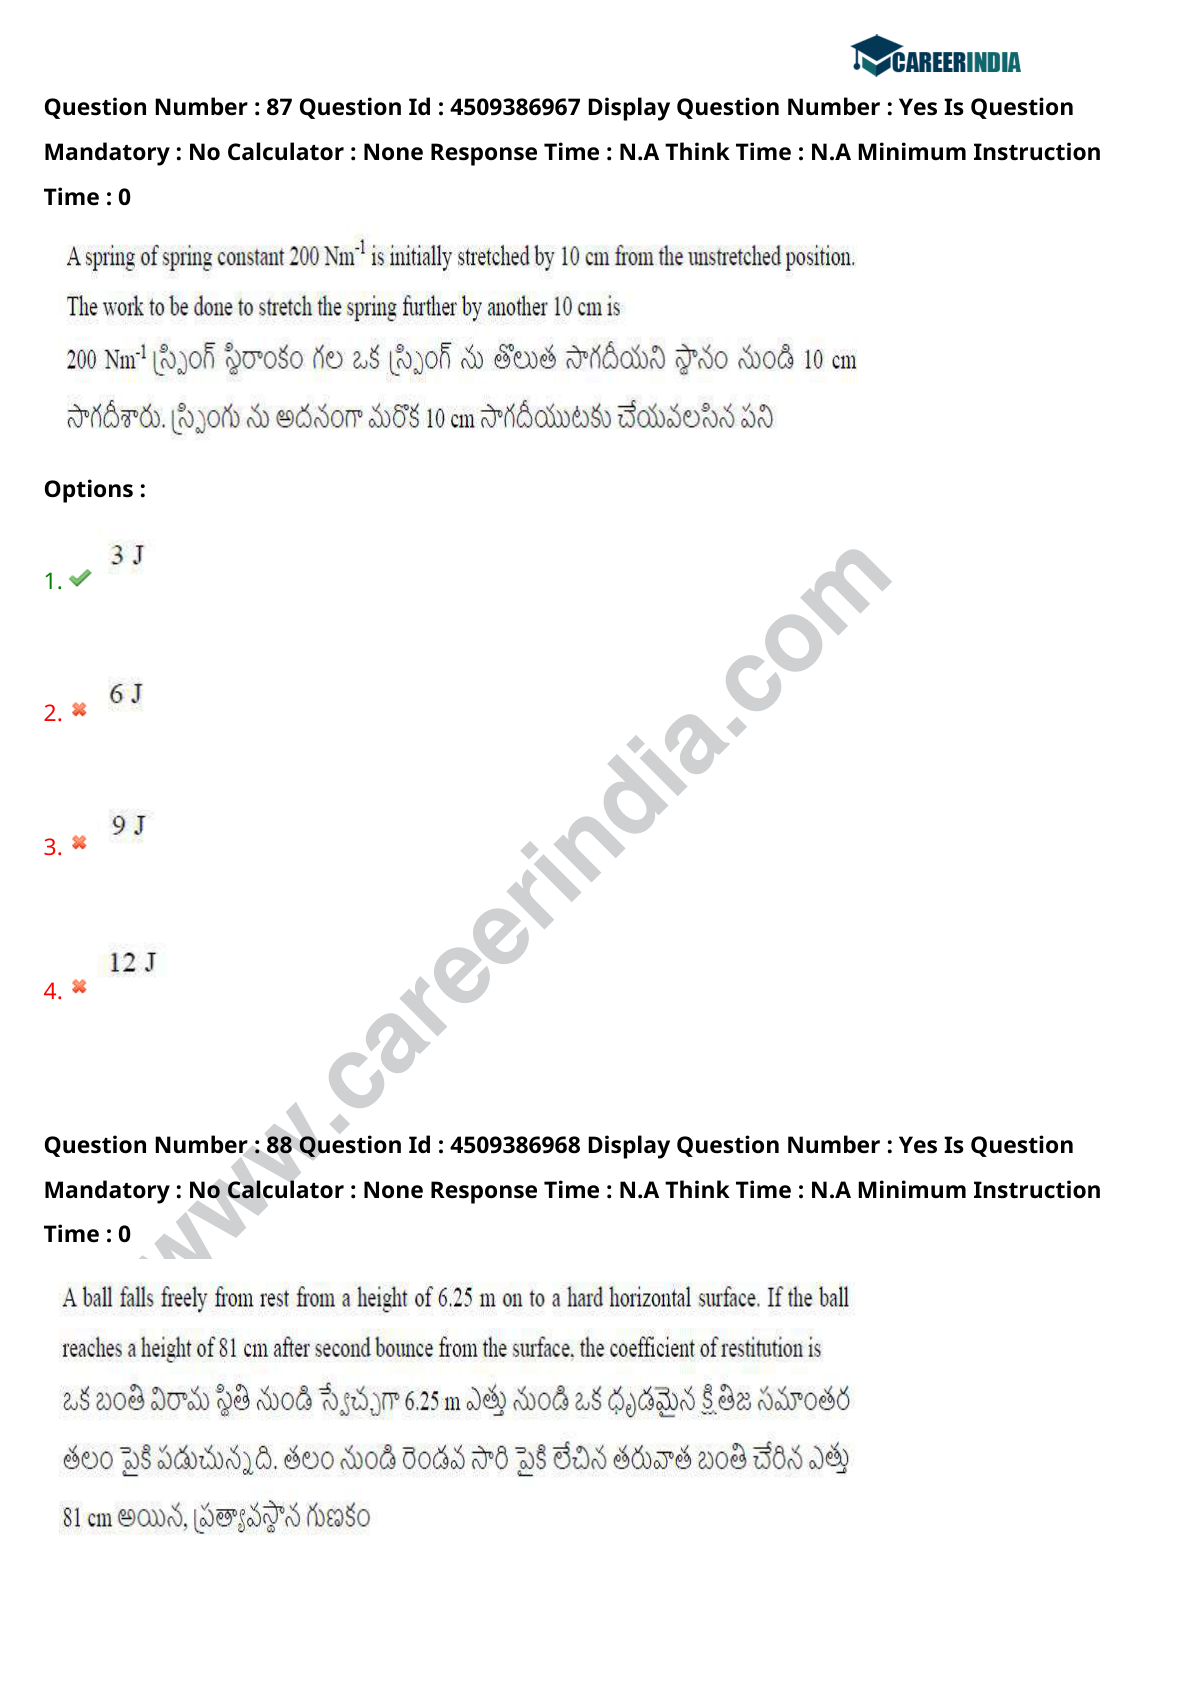 CAREERINDIA
Question Number : 87 Question Id : 4509386967 Display Question Number : Yes Is Question
Mandatory : No Calculator : None Response Time : N.A Think Time : N.A Minimum Instruction
Time : 0
A spring of spring constant 200 Nm⁻¹ is initially stretched by 10 cm from the unstretched position.
The work to be done to stretch the spring further by another 10 cm is
200 Nm⁻¹ స్ప్రింగ్ స్థిరాంకం గల ఒక స్ప్రింగ్ ను తొలుత సాగదీయని స్థానం నుండి 10 cm
సాగదీశారు. స్ప్రింగు ను అదనంగా మరొక 10 cm సాగదీయుటకు చేయవలసిన పని
Options :
3 J
1.
6 J
2.
9 J
3.
12 J
4.
www.careerindia.com
Question Number : 88 Question Id : 4509386968 Display Question Number : Yes Is Question
Mandatory : No Calculator : None Response Time : N.A Think Time : N.A Minimum Instruction
Time : 0
A ball falls freely from rest from a height of 6.25 m on to a hard horizontal surface. If the ball
reaches a height of 81 cm after second bounce from the surface, the coefficient of restitution is
ఒక బంతి విరామ స్థితి నుండి స్వేచ్చగా 6.25 m ఎత్తు నుండి ఒక ధృడమైన క్షితిజ సమాంతర
తలం పైకి పడుచున్నది. తలం నుండి రెండవ సారి పైకి లేచిన తరువాత బంతి చేరిన ఎత్తు
81 cm అయిన, ప్రత్యావస్థాన గుణకం